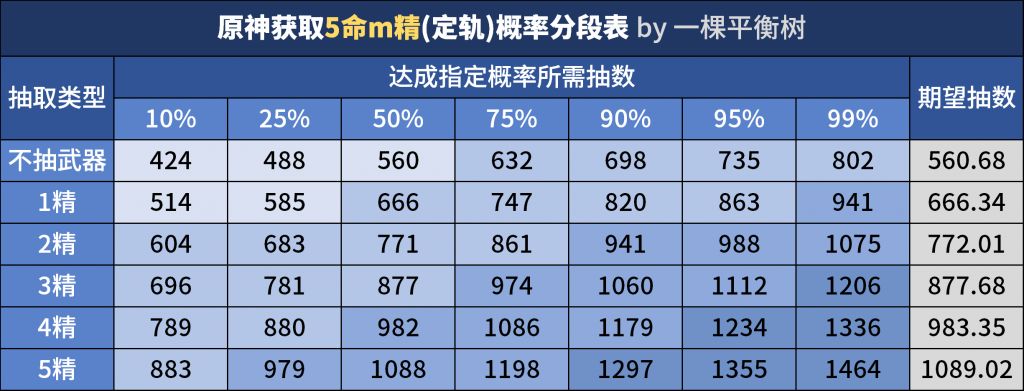 原神获取5命m精(定轨)概率分段表 by 一棵平衡树
抽取类型 达成指定概率所需抽数 期望抽数
10% 25% 50% 75% 90% 95% 99%
不抽武器 424 488 560 632 698 735 802 560.68
1精 514 585 666 747 820 863 941 666.34
2精 604 683 771 861 941 988 1075 772.01
3精 696 781 877 974 1060 1112 1206 877.68
4精 789 880 982 1086 1179 1234 1336 983.35
5精 883 979 1088 1198 1297 1355 1464 1089.02